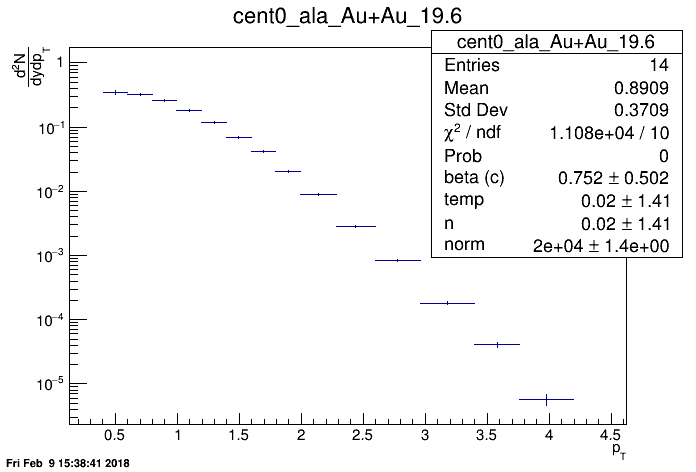 cent0_ala_Au+Au_19.6
d²N
dydp_T
cent0_ala_Au+Au_19.6
Entries 14
Mean 0.8909
Std Dev 0.3709
χ² / ndf 1.108e+04 / 10
Prob 0
beta (c) 0.752 ± 0.502
temp 0.02 ± 1.41
n 0.02 ± 1.41
norm 2e+04 ± 1.4e+00
1
10⁻¹
10⁻²
10⁻³
10⁻⁴
10⁻⁵
0.5 1 1.5 2 2.5 3 3.5 4 4.5
p_T
Fri Feb 9 15:38:41 2018